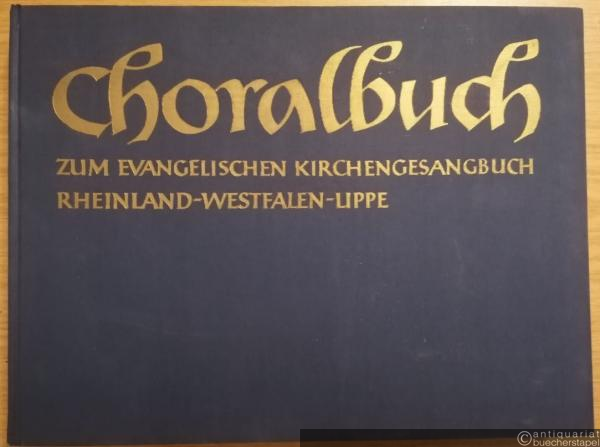 Choralbuch
ZUM EVANGELISCHEN KIRCHENGESANGBUCH
RHEINLAND-WESTFALEN-LIPPE
©antiquariat
buecherstapel